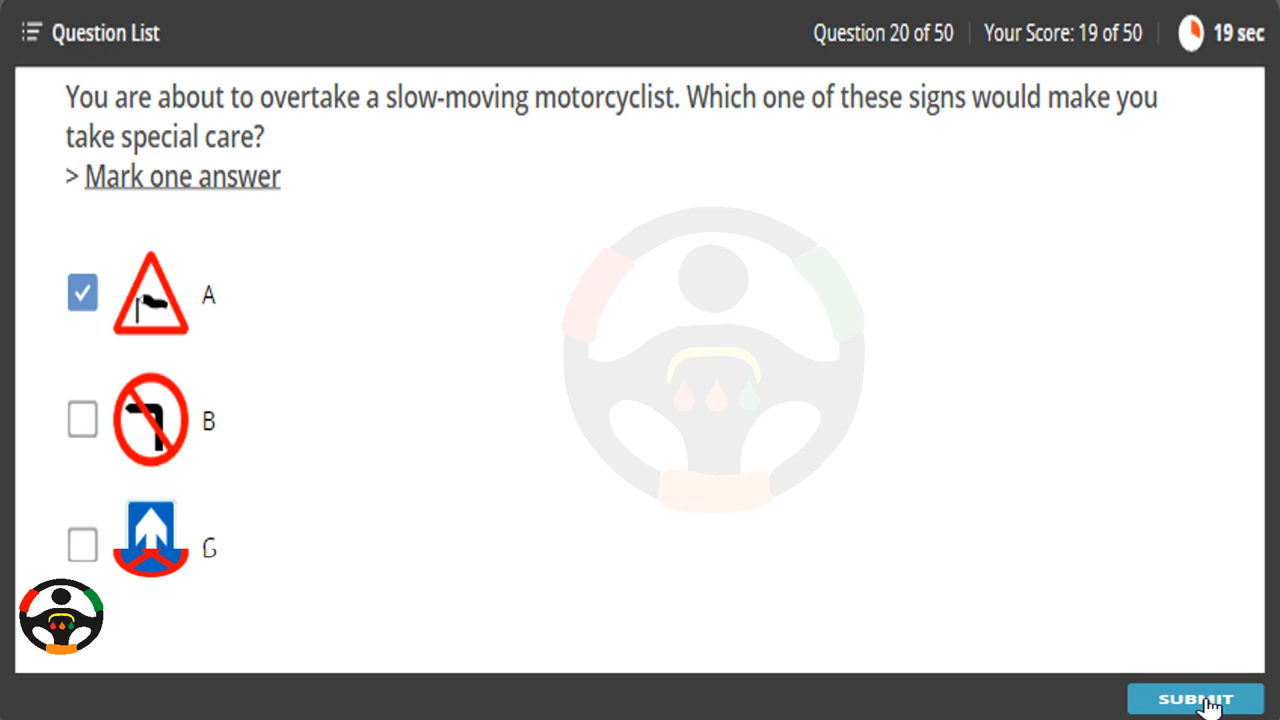 Question List
Question 20 of 50
Your Score: 19 of 50
19 sec
You are about to overtake a slow-moving motorcyclist. Which one of these signs would make you
take special care?
> Mark one answer
A
B
SUBMIT